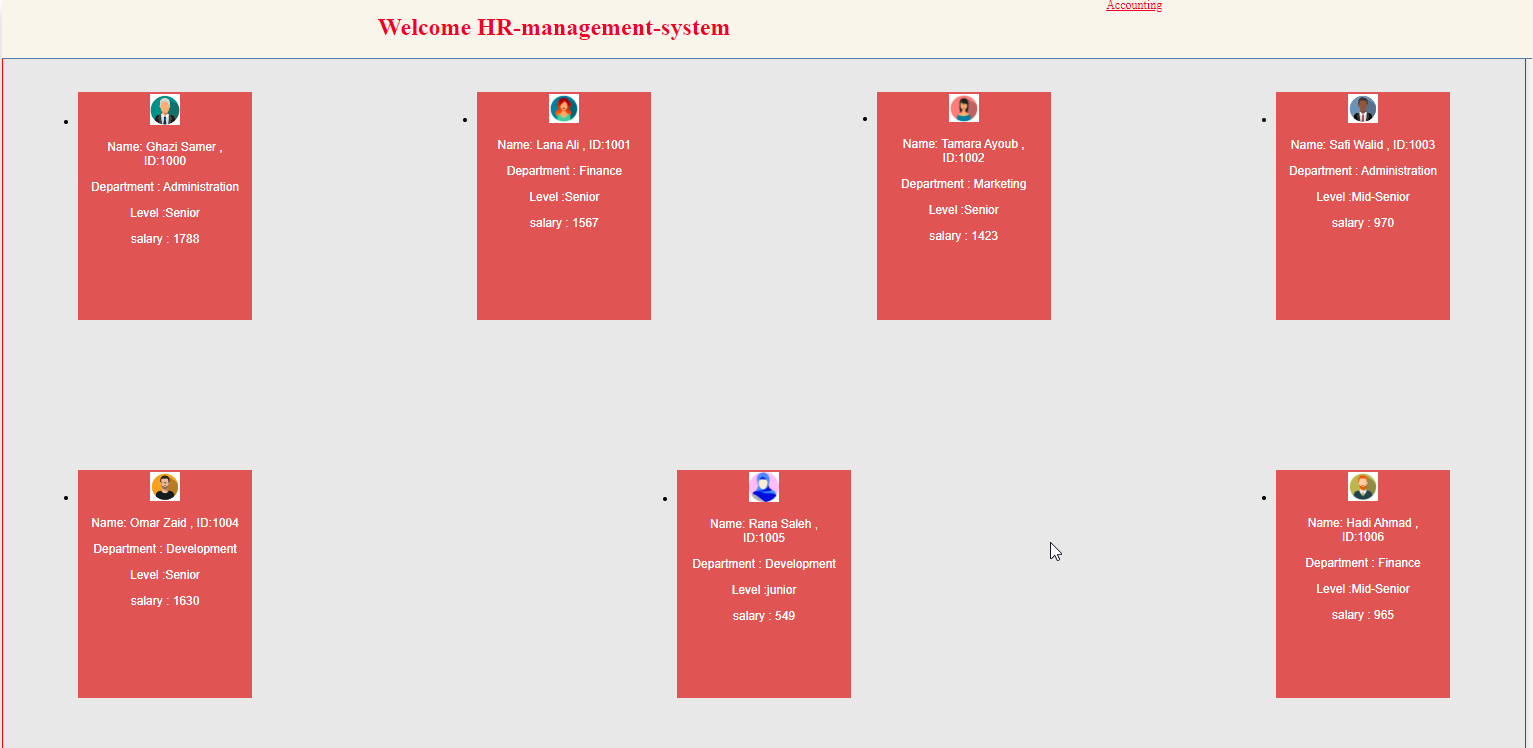 Accounting
Welcome HR-management-system
Name: Ghazi Samer ,
ID:1000
Department : Administration
Level :Senior
salary : 1788
Name: Lana Ali , ID:1001
Department : Finance
Level :Senior
salary : 1567
Name: Tamara Ayoub ,
ID:1002
Department : Marketing
Level :Senior
salary : 1423
Name: Safi Walid , ID:1003
Department : Administration
Level :Mid-Senior
salary : 970
Name: Omar Zaid , ID:1004
Department : Development
Level :Senior
salary : 1630
Name: Rana Saleh ,
ID:1005
Department : Development
Level :junior
salary : 549
Name: Hadi Ahmad ,
ID:1006
Department : Finance
Level :Mid-Senior
salary : 965